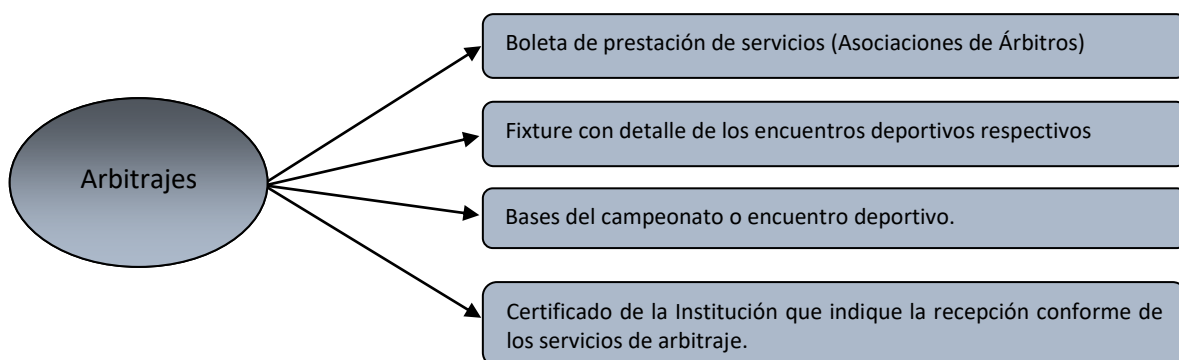 Boleta de prestación de servicios (Asociaciones de Árbitros)
Fixture con detalle de los encuentros deportivos respectivos
Arbitrajes
Bases del campeonato o encuentro deportivo.
Certificado de la Institución que indique la recepción conforme de
los servicios de arbitraje.